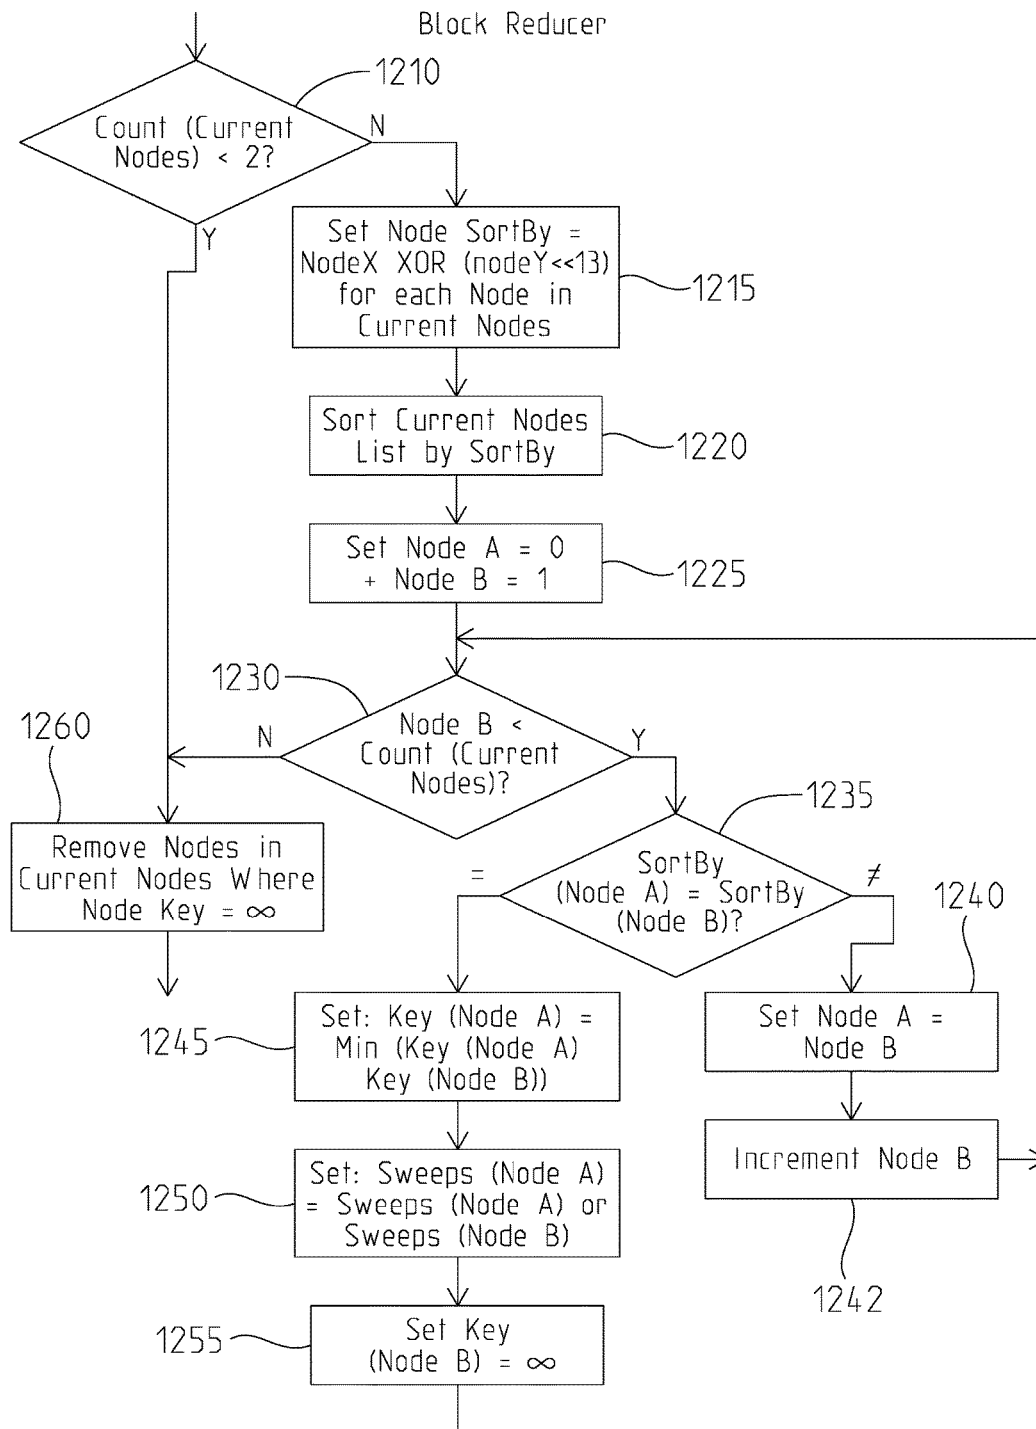 Block Reducer
1210
Count (Current
Nodes) < 2?
N
Y
Set Node SortBy =
NodeX XOR (nodeY<<13)
for each Node in
Current Nodes
1215
Sort Current Nodes
List by SortBy
1220
Set Node A = 0
+ Node B = 1
1225
1230
Node B <
Count (Current
Nodes)?
N
Y
1260
Remove Nodes in
Current Nodes Where
Node Key = ∞
1235
SortBy
(Node A) = SortBy
(Node B)?
=
≠
1240
Set Node A =
Node B
1245
Set: Key (Node A) =
Min (Key (Node A)
Key (Node B))
Increment Node B
1242
1250
Set: Sweeps (Node A)
= Sweeps (Node A) or
Sweeps (Node B)
1255
Set Key
(Node B) = ∞